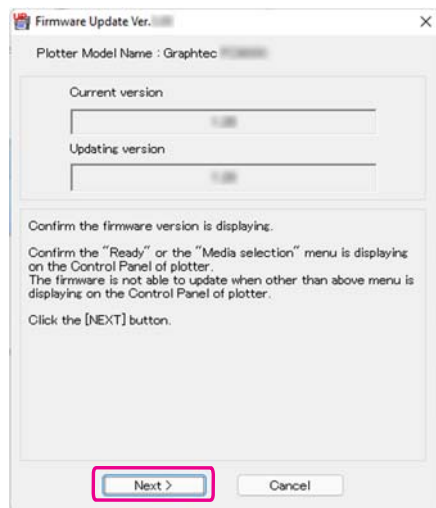 Firmware Update Ver.
Plotter Model Name : Graphtec
Current version
Updating version
Confirm the firmware version is displaying.
Confirm the "Ready" or the "Media selection" menu is displaying
on the Control Panel of plotter.
The firmware is not able to update when other than above menu is
displaying on the Control Panel of plotter.
Click the [NEXT] button.
Next >
Cancel